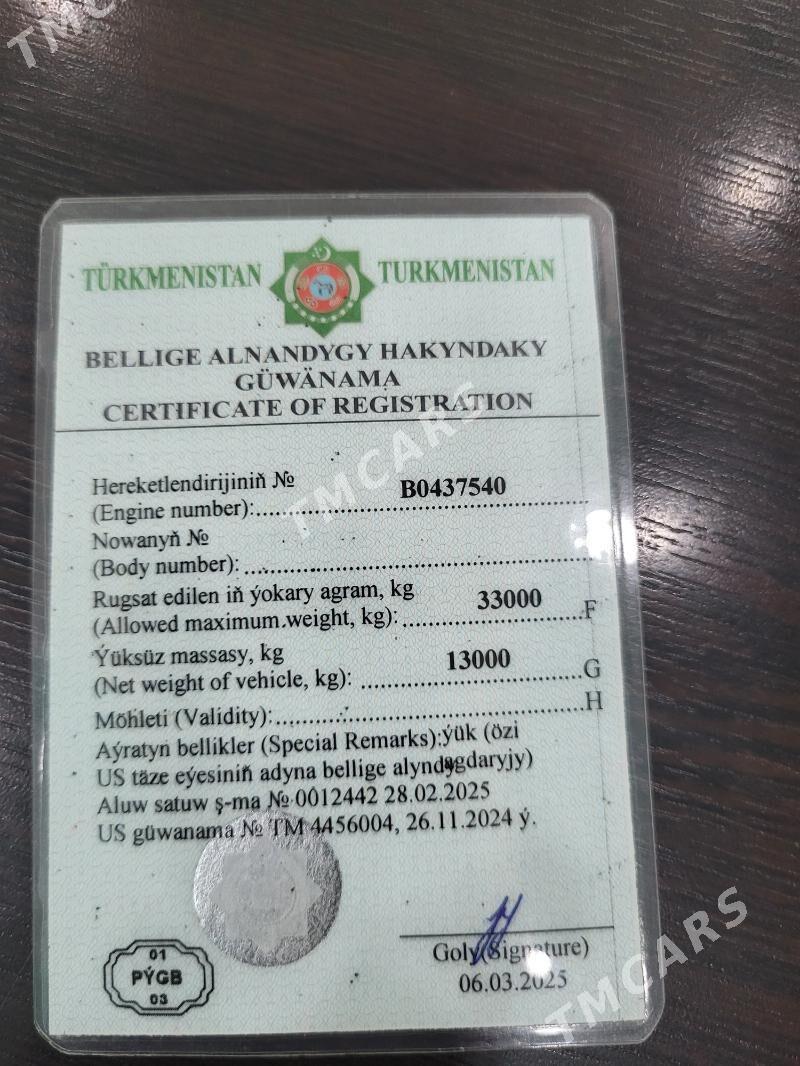 TMCARS
TÜRKMENISTAN TURKMENISTAN
BELLIGE ALNANDYGY HAKYNDAKY
GÜWÄNAMA
CERTIFICATE OF REGISTRATION
TMCARS
Hereketlendirijiniň № B0437540
(Engine number):
Nowanyň №
(Body number):
Rugsat edilen iň ýokary agram, kg 33000
(Allowed maximum weight, kg): F
Ýüksüz massasy, kg 13000
(Net weight of vehicle, kg): G
Möhleti (Validity): H
Aýratyn bellikler (Special Remarks):ýük (özi
US täze eýesiniň adyna bellige alyndy agdaryjy)
Aluw satuw ş-ma № 0012442 28.02.2025
US güwanama № TM 4456004, 26.11.2024 ý.
Goly (Signature)
06.03.2025
01
PÝGB
03
TMCARS